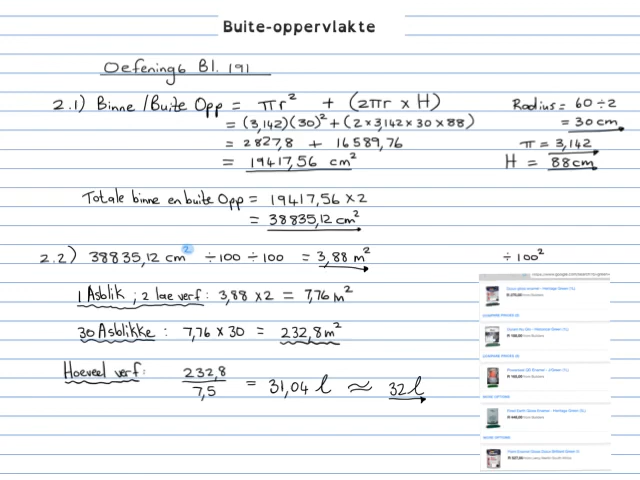 Buite-oppervlakte
Oefening 6 Bl. 191
2.1) Binne/Buite Opp = πr² + (2πr x H)
= (3,142)(30)² + (2 x 3,142 x 30 x 88)
= 2827,8 + 16589,76
= 19417,56 cm²
Radius = 60 ÷ 2
= 30 cm
π = 3,142
H = 88cm
Totale binne en buite Opp = 19417,56 x 2
= 38835,12 cm²
2.2) 38835,12 cm² ÷100 ÷100 = 3,88 m²
÷100²
1 Asblik ; 2 lae verf : 3,88 x 2 = 7,76 m²
30 Asblikke : 7,76 x 30 = 232,8 m²
Hoeveel verf : 232,8 / 7,5 = 31,04 l ≈ 32 l